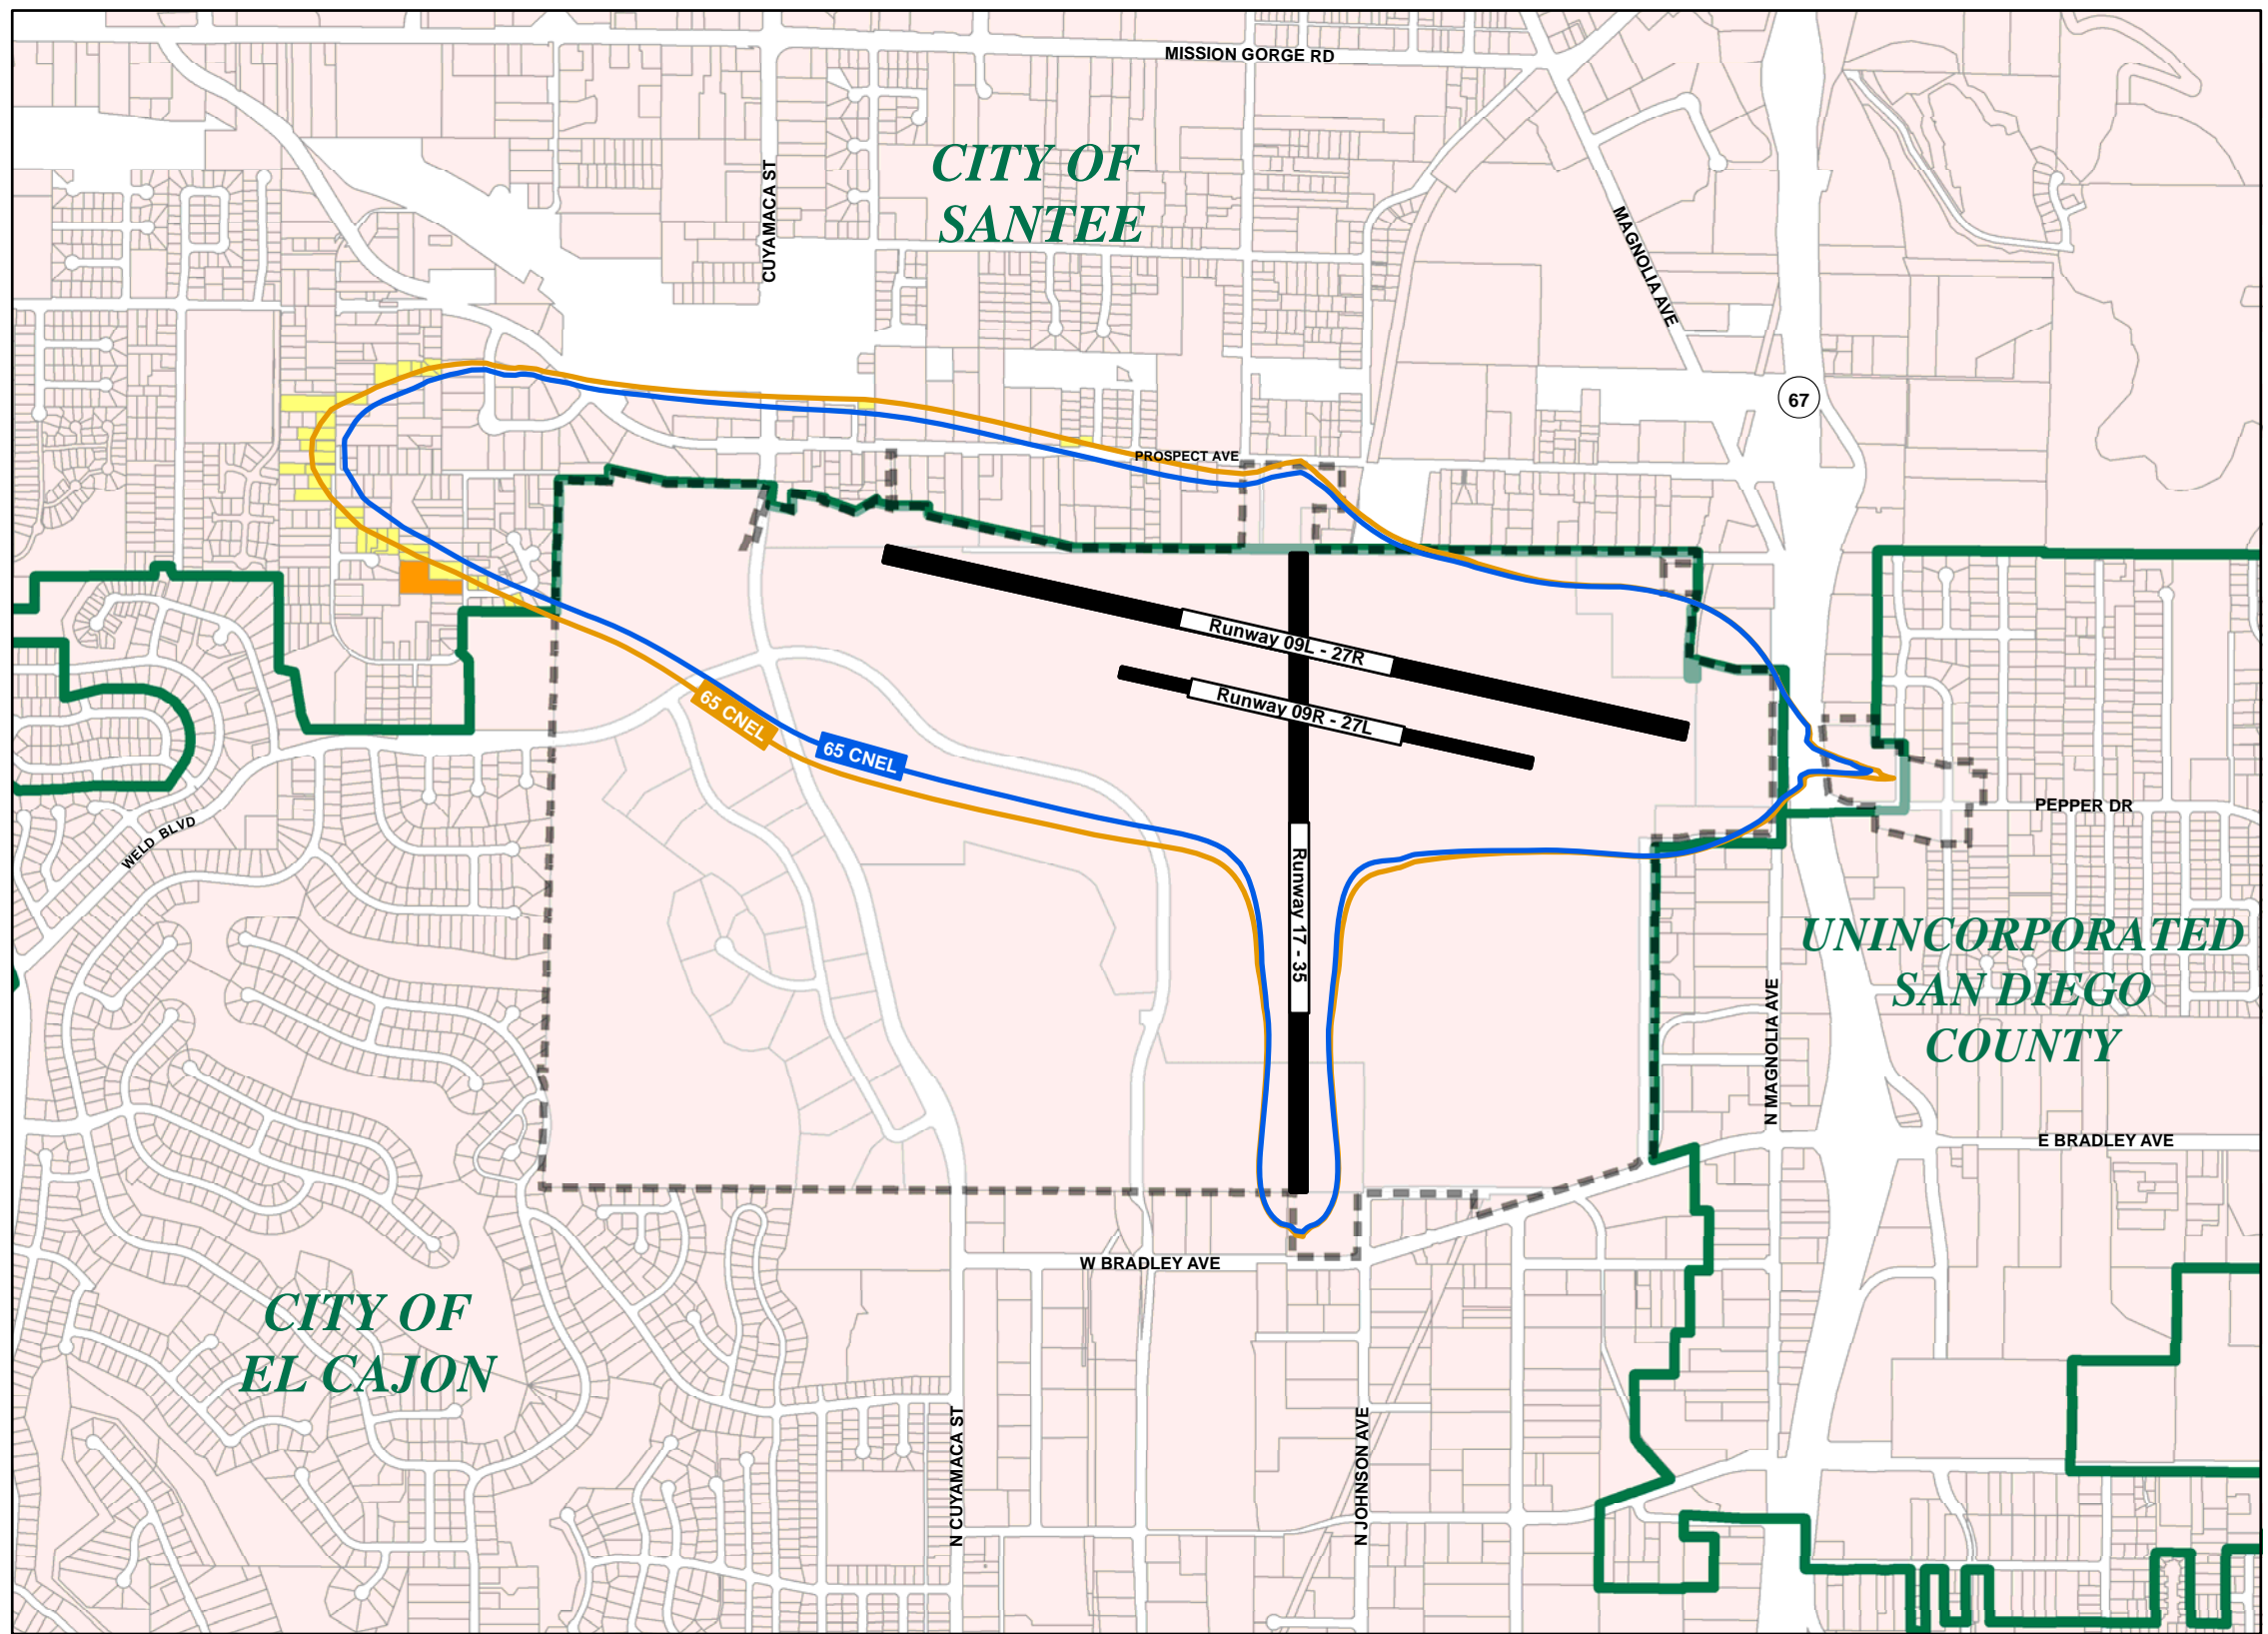 MISSION GORGE RD
CUYAMACA ST
CITY OF
SANTEE
MAGNOLIA AVE
67
PROSPECT AVE
Runway 09L - 27R
Runway 09R - 27L
65 CNEL
65 CNEL
PEPPER DR
WELD BLVD
Runway 17 - 35
UNINCORPORATED
SAN DIEGO
COUNTY
N MAGNOLIA AVE
E BRADLEY AVE
W BRADLEY AVE
CITY OF
EL CAJON
N CUYAMACA ST
N JOHNSON AVE